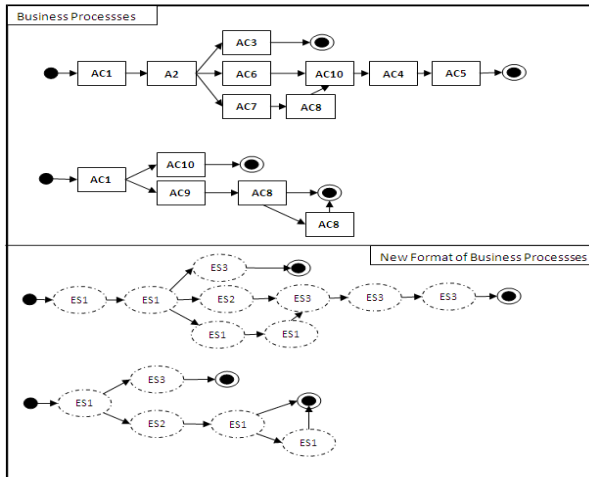 Business Processses
AC3
AC1 A2 AC6 AC10 AC4 AC5
AC7 AC8
AC10
AC1
AC9 AC8
AC8
New Format of Business Processses
ES3
ES1 ES1 ES2 ES3 ES3 ES3
ES1 ES1
ES3
ES1
ES2 ES1
ES1